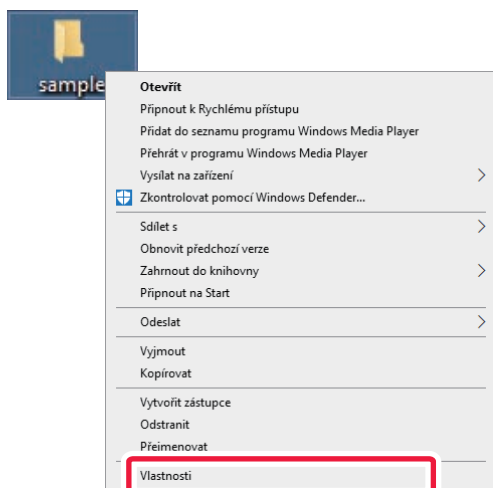 sample
Otevřít
Připnout k Rychlému přístupu
Přidat do seznamu programu Windows Media Player
Přehrát v programu Windows Media Player
Vysílat na zařízení
Zkontrolovat pomocí Windows Defender...
Sdílet s
Obnovit předchozí verze
Zahrnout do knihovny
Připnout na Start
Odeslat
Vyjmout
Kopírovat
Vytvořit zástupce
Odstranit
Přejmenovat
Vlastnosti